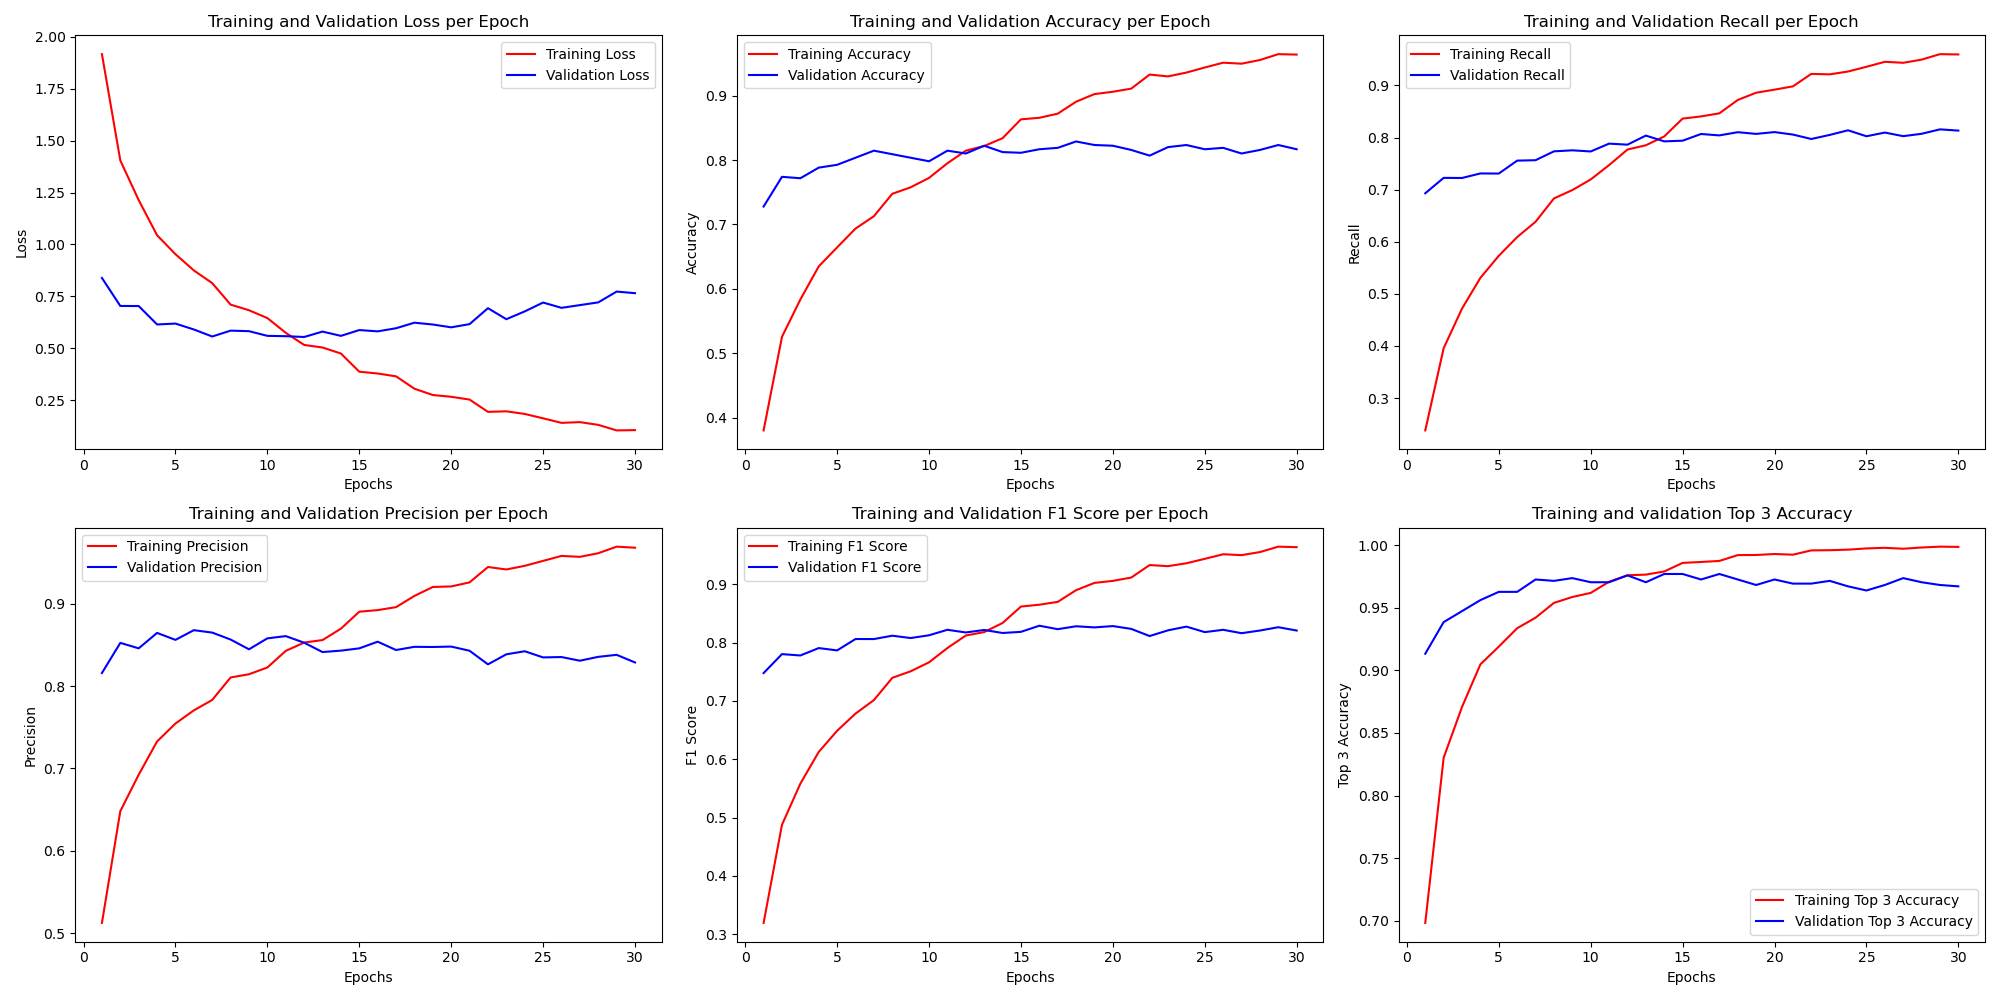 Training and Validation Loss per Epoch
Training Loss
Validation Loss
2.00
1.75
1.50
1.25
1.00
0.75
0.50
0.25
Loss
0 5 10 15 20 25 30
Epochs
Training and Validation Accuracy per Epoch
Training Accuracy
Validation Accuracy
0.9
0.8
0.7
0.6
0.5
0.4
Accuracy
0 5 10 15 20 25 30
Epochs
Training and Validation Recall per Epoch
Training Recall
Validation Recall
0.9
0.8
0.7
0.6
0.5
0.4
0.3
Recall
0 5 10 15 20 25 30
Epochs
Training and Validation Precision per Epoch
Training Precision
Validation Precision
0.9
0.8
0.7
0.6
0.5
Precision
0 5 10 15 20 25 30
Epochs
Training and Validation F1 Score per Epoch
Training F1 Score
Validation F1 Score
0.9
0.8
0.7
0.6
0.5
0.4
0.3
F1 Score
0 5 10 15 20 25 30
Epochs
Training and validation Top 3 Accuracy
1.00
0.95
0.90
0.85
0.80
0.75
0.70
Top 3 Accuracy
Training Top 3 Accuracy
Validation Top 3 Accuracy
0 5 10 15 20 25 30
Epochs